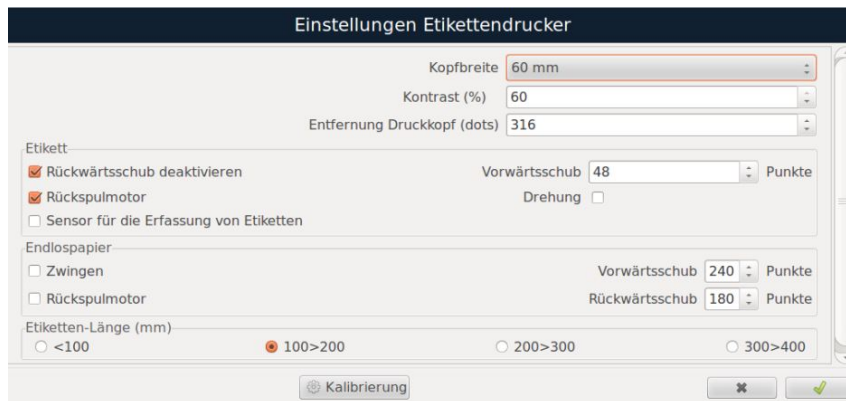 Einstellungen Etikettendrucker
Kopfbreite 60 mm
Kontrast (%) 60
Entfernung Druckkopf (dots) 316
Etikett
Rückwärtsschub deaktivieren Vorwärtsschub 48 Punkte
Rückspulmotor Drehung
Sensor für die Erfassung von Etiketten
Endlospapier
Zwingen Vorwärtsschub 240 Punkte
Rückspulmotor Rückwärtsschub 180 Punkte
Etiketten-Länge (mm)
<100 100>200 200>300 300>400
Kalibrierung